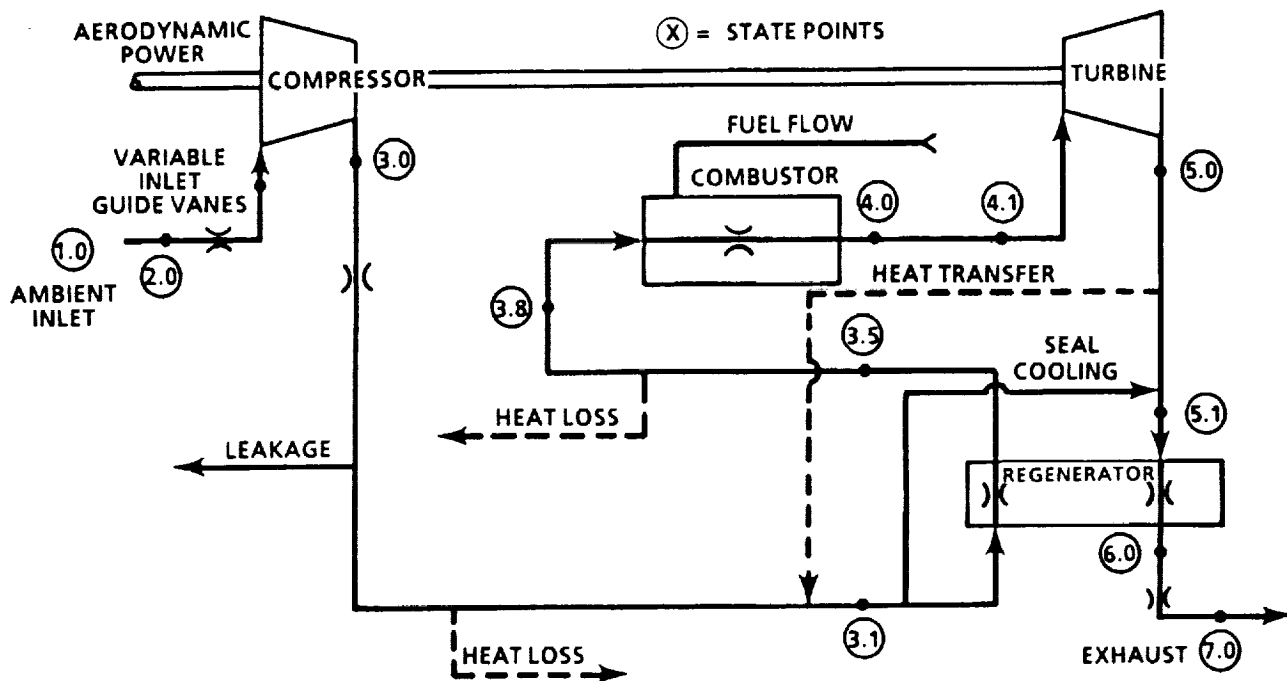 AERODYNAMIC
POWER
COMPRESSOR
X = STATE POINTS
TURBINE
FUEL FLOW
COMBUSTOR
VARIABLE
INLET
GUIDE VANES
3.0
5.0
4.0
4.1
1.0
2.0
AMBIENT
INLET
HEAT TRANSFER
3.8
3.5
SEAL
COOLING
HEAT LOSS
5.1
LEAKAGE
REGENERATOR
6.0
3.1
HEAT LOSS
EXHAUST 7.0